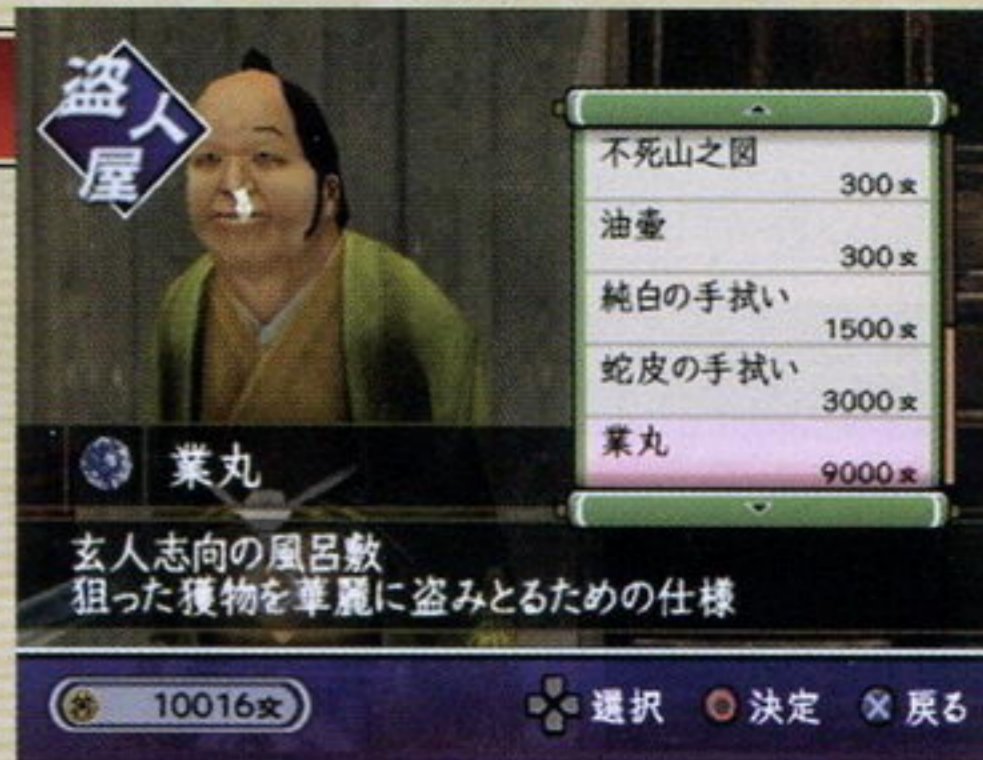 盗人屋
不死山之図
300文
油壷
300文
純白の手拭い
1500文
蛇皮の手拭い
3000文
業丸
9000文
業丸
玄人志向の風呂敷
狙った獲物を華麗に盗みとるための仕様
10016文
選択 決定 戻る